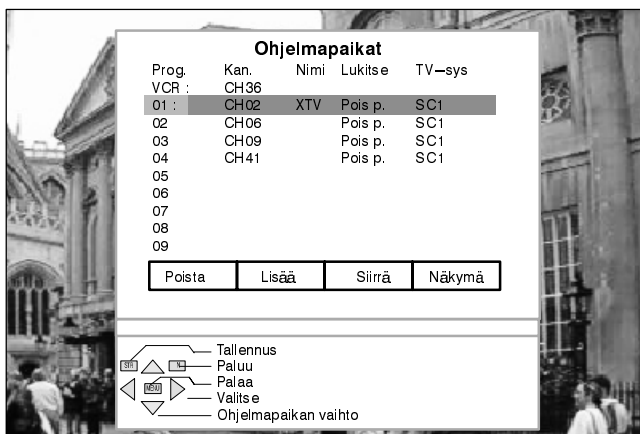 Ohjelmapaikat
Prog. Kan. Nimi Lukitse TV–sys
VCR : CH36
01 : CH02 XTV Pois p. SC1
02 CH06 Pois p. SC1
03 CH09 Pois p. SC1
04 CH41 Pois p. SC1
05
06
07
08
09
Poista Lisää Siirrä Näkymä
Tallennus
STR N Paluu
MENU Palaa
Valitse
Ohjelmapaikan vaihto